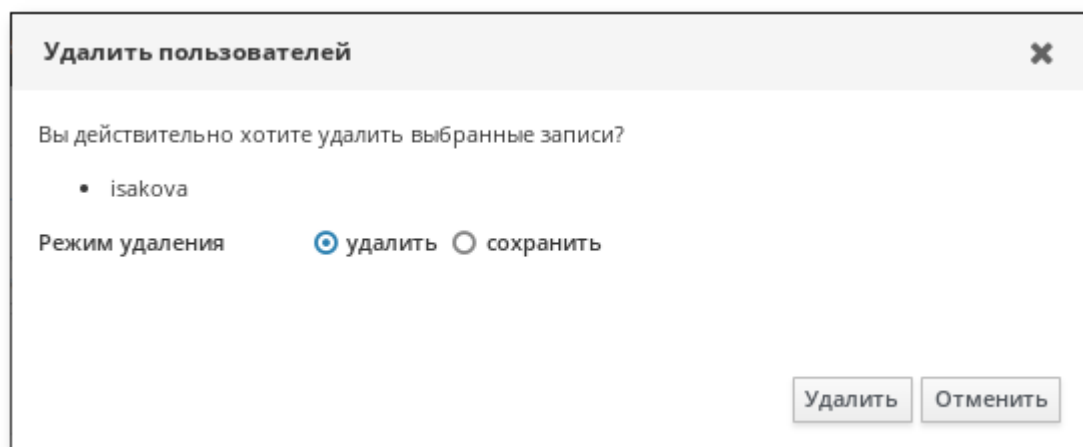 Удалить пользователей
Вы действительно хотите удалить выбранные записи?
• isakova
Режим удаления удалить сохранить
Удалить Отменить